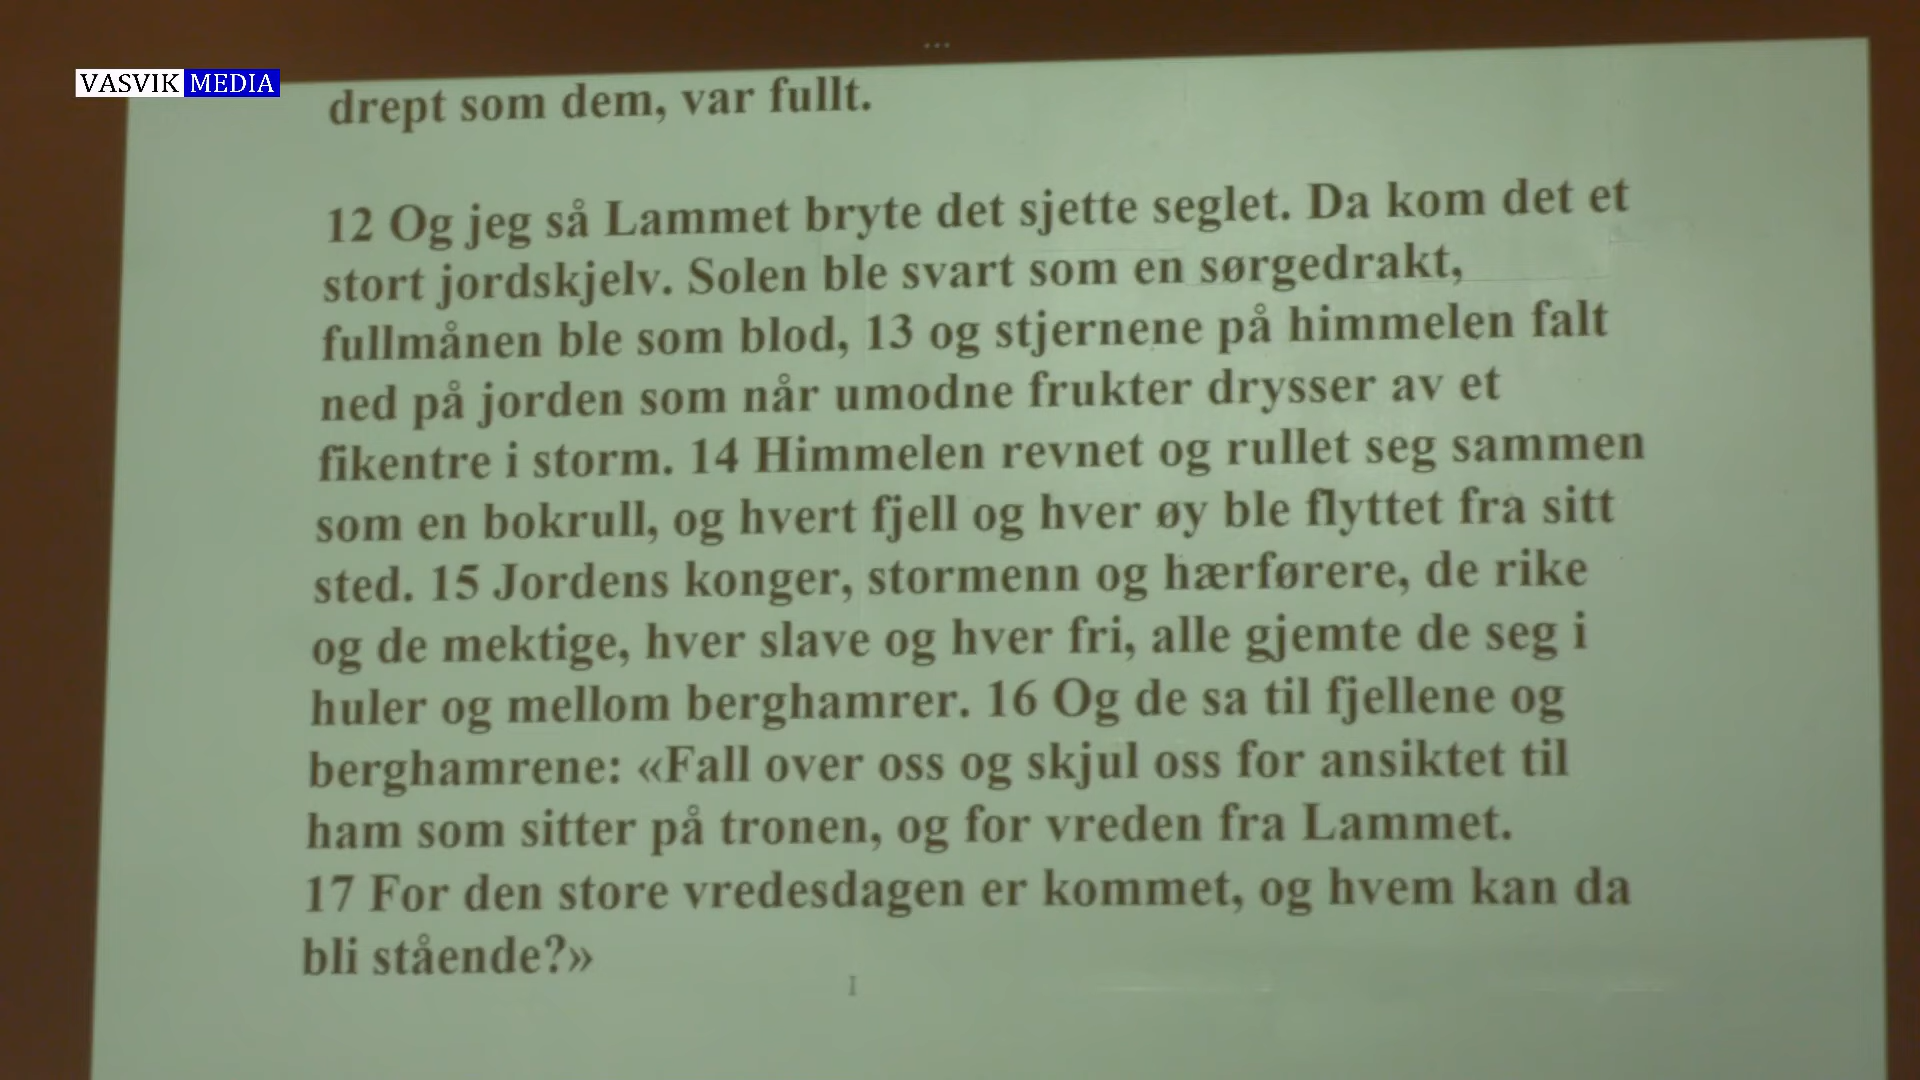 VASVIK MEDIA
drept som dem, var fullt.
12 Og jeg så Lammet bryte det sjette seglet. Da kom det et
stort jordskjelv. Solen ble svart som en sørgedrakt,
fullmånen ble som blod, 13 og stjernene på himmelen falt
ned på jorden som når umodne frukter drysser av et
fikentre i storm. 14 Himmelen revnet og rullet seg sammen
som en bokrull, og hvert fjell og hver øy ble flyttet fra sitt
sted. 15 Jordens konger, stormenn og hærførere, de rike
og de mektige, hver slave og hver fri, alle gjemte de seg i
huler og mellom berghamrer. 16 Og de sa til fjellene og
berghamrene: «Fall over oss og skjul oss for ansiktet til
ham som sitter på tronen, og for vreden fra Lammet.
17 For den store vredesdagen er kommet, og hvem kan da
bli stående?»